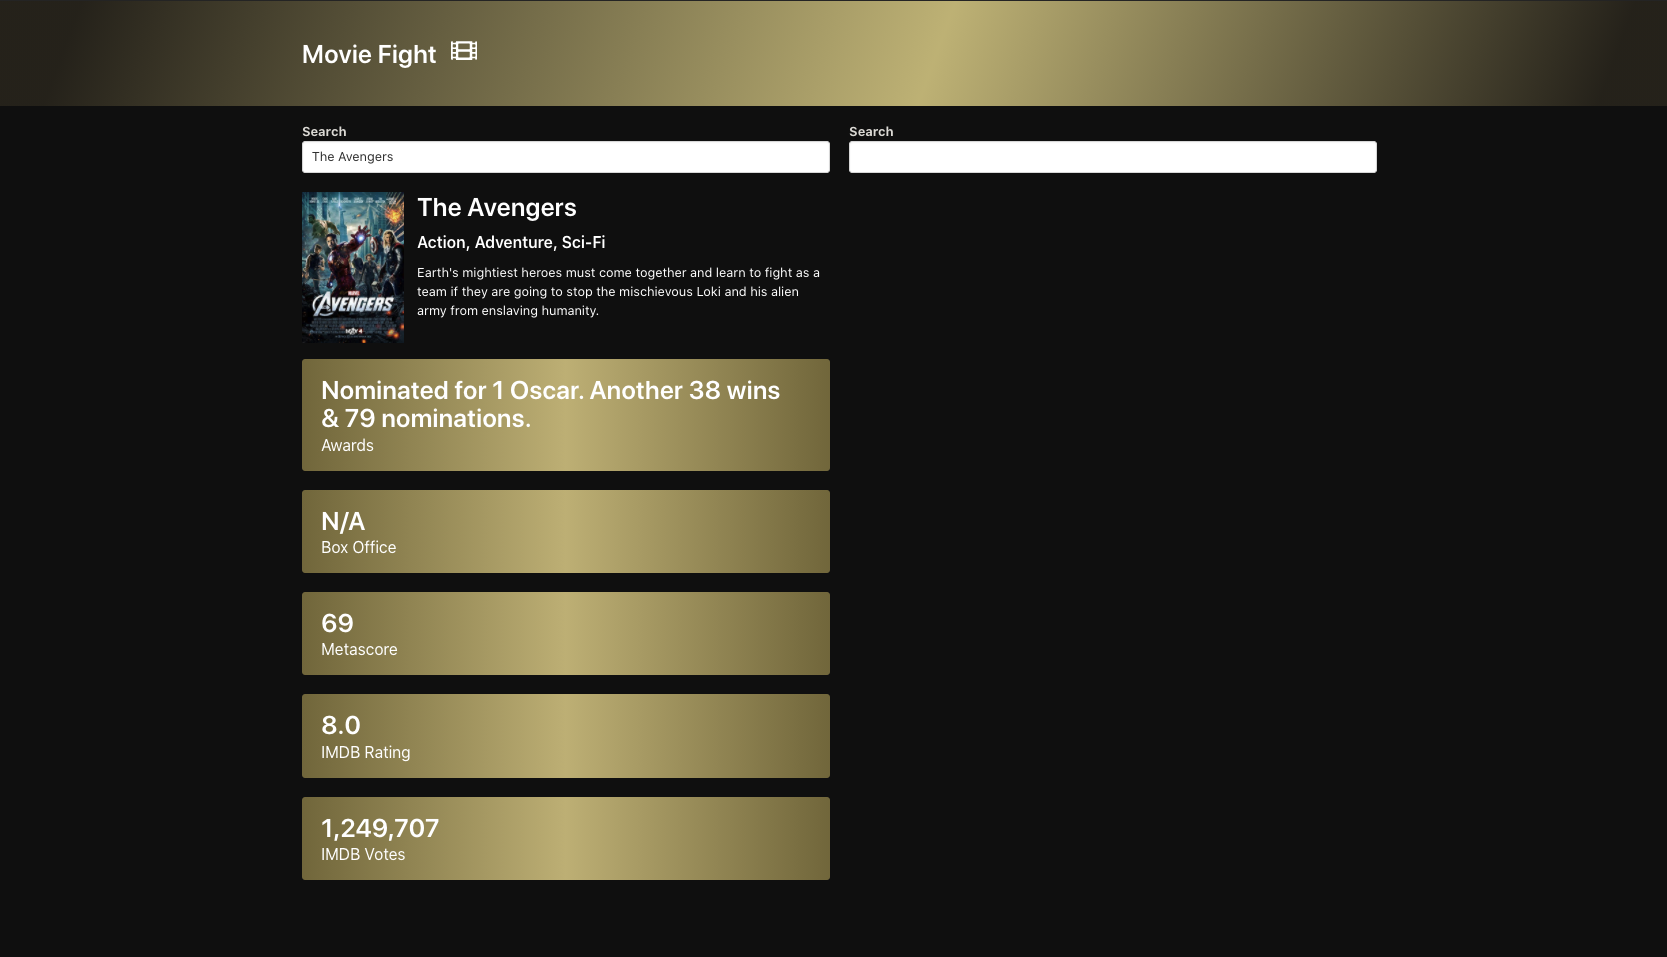 Movie Fight
Search
The Avengers
Search
The Avengers
Action, Adventure, Sci-Fi
Earth's mightiest heroes must come together and learn to fight as a
team if they are going to stop the mischievous Loki and his alien
army from enslaving humanity.
MARVEL
AVENGERS
Nominated for 1 Oscar. Another 38 wins
& 79 nominations.
Awards
N/A
Box Office
69
Metascore
8.0
IMDB Rating
1,249,707
IMDB Votes